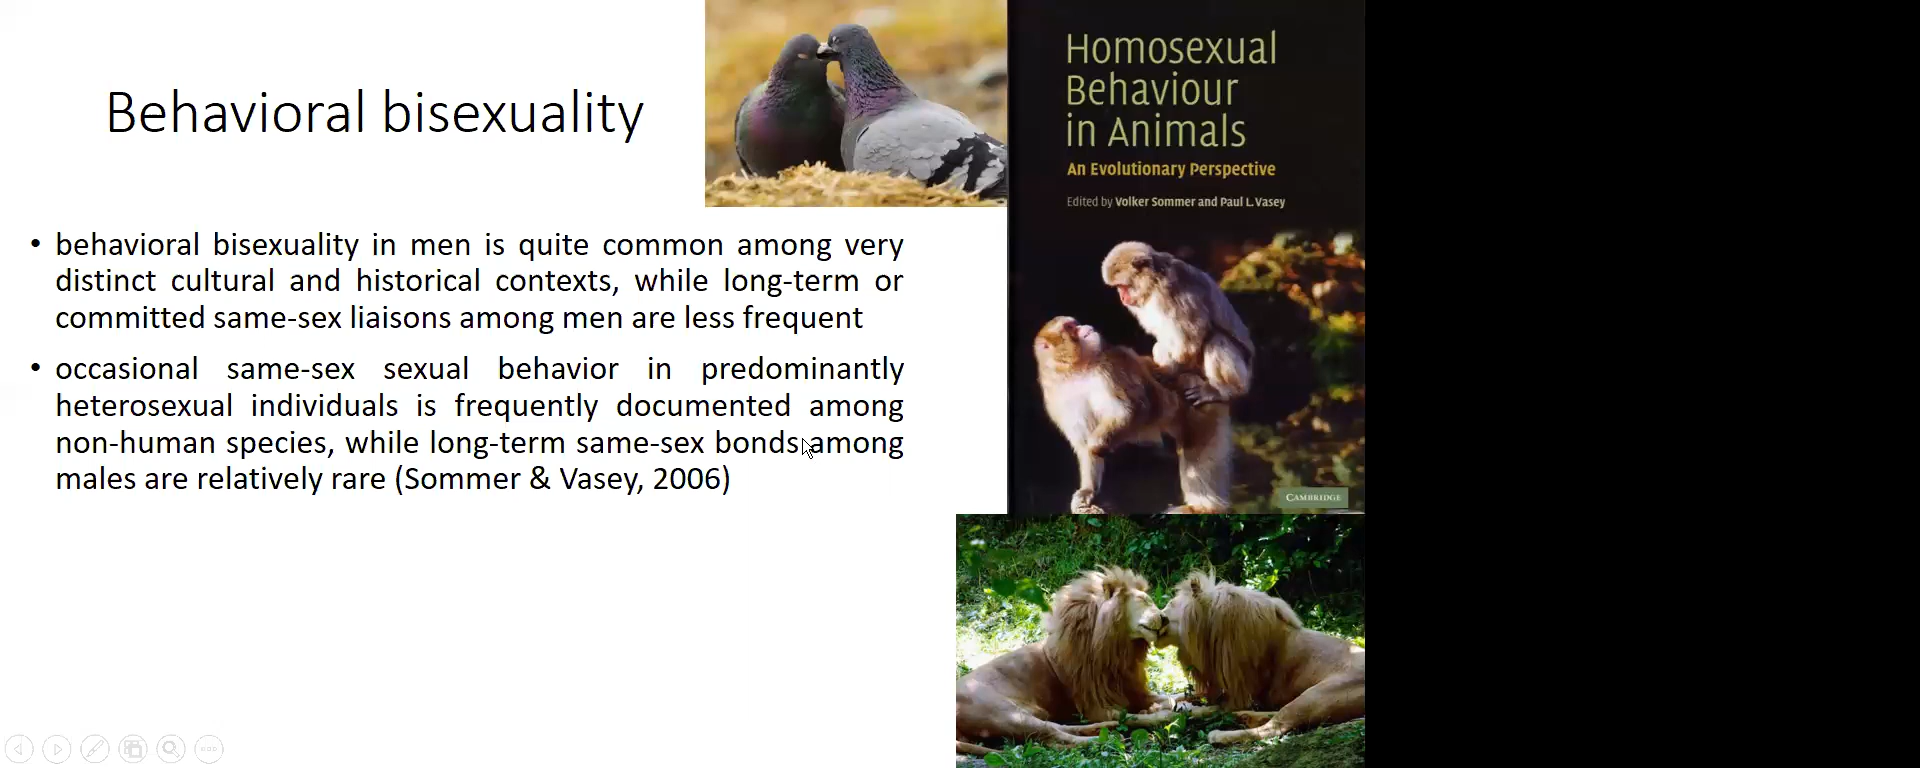 Behavioral bisexuality
• behavioral bisexuality in men is quite common among very
distinct cultural and historical contexts, while long-term or
committed same-sex liaisons among men are less frequent
• occasional same-sex sexual behavior in predominantly
heterosexual individuals is frequently documented among
non-human species, while long-term same-sex bonds among
males are relatively rare (Sommer & Vasey, 2006)
Homosexual
Behaviour
in Animals
An Evolutionary Perspective
Edited by Volker Sommer and Paul L. Vasey
CAMBRIDGE